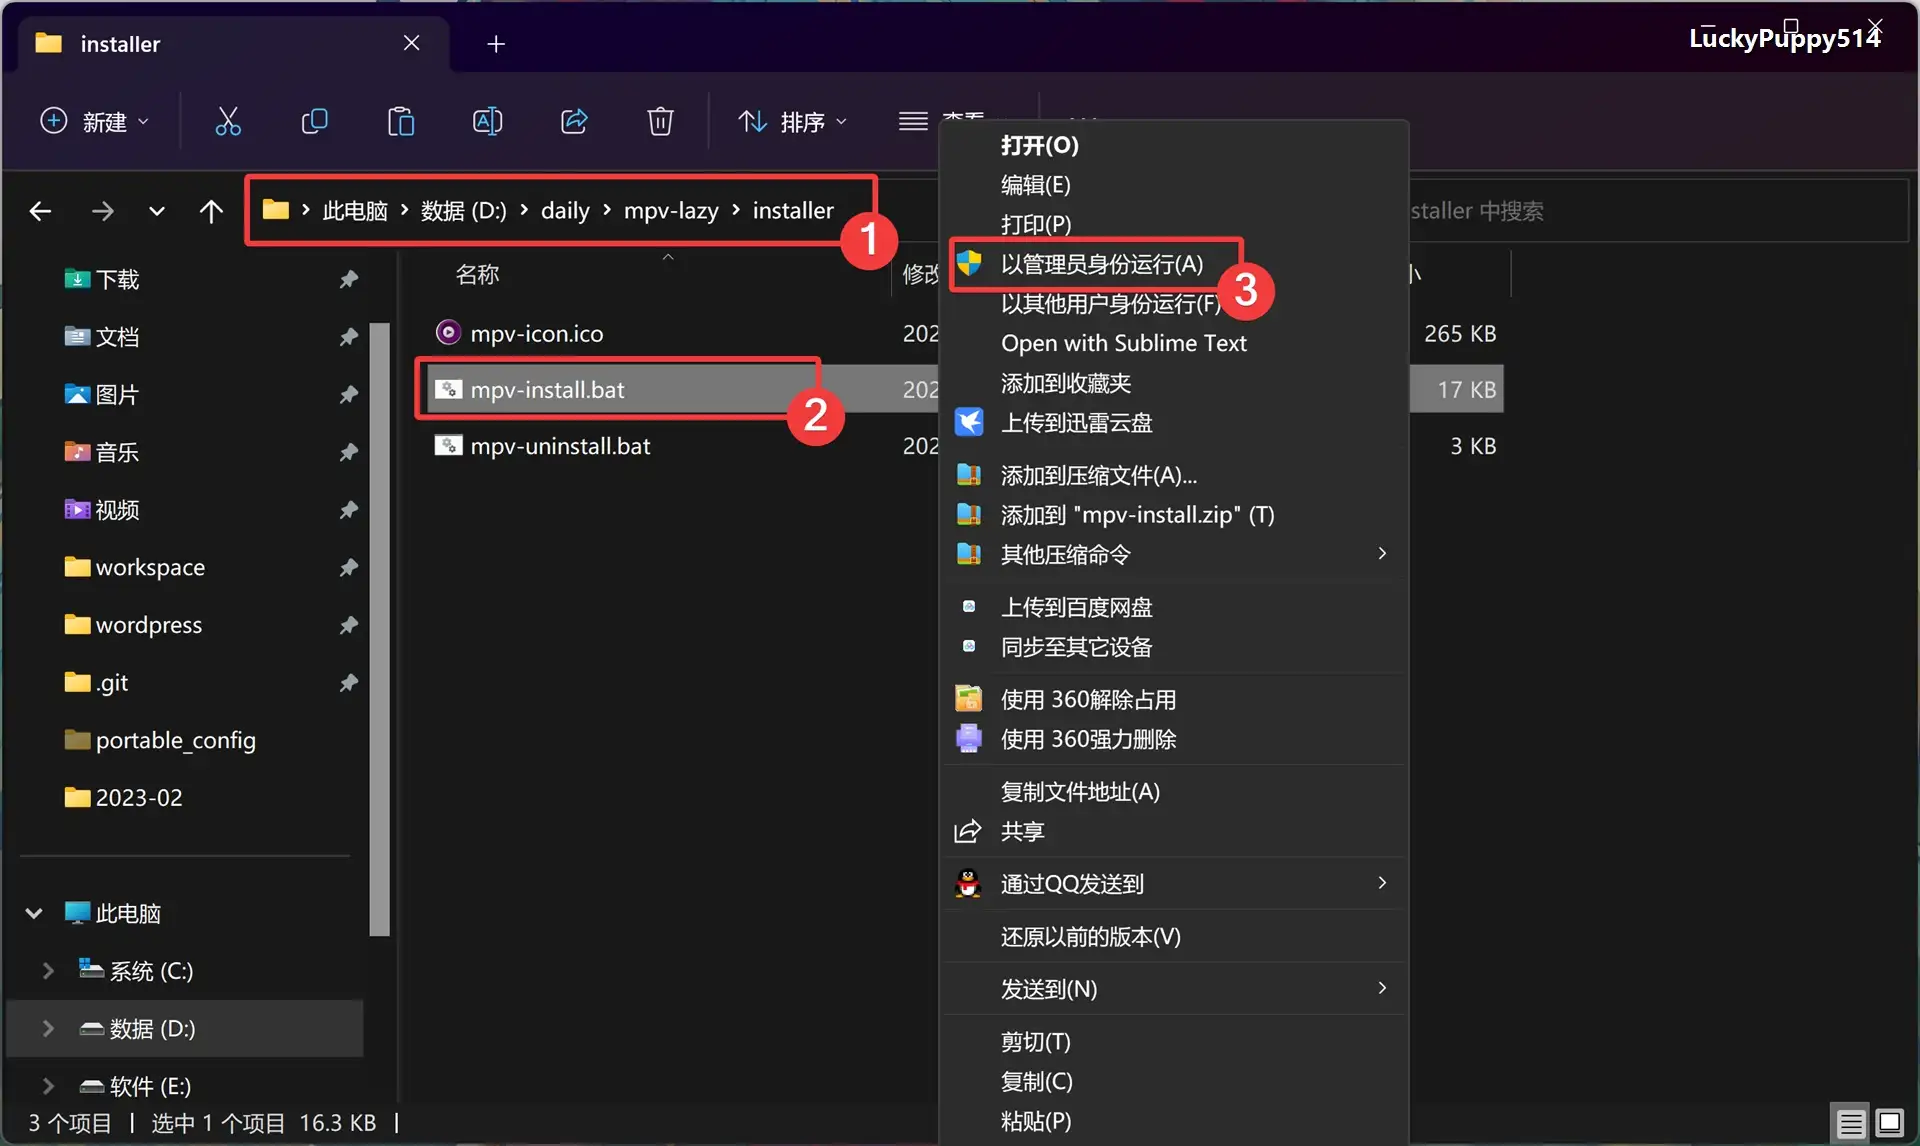 installer
LuckyPuppy514
新建
排序
此电脑 > 数据 (D:) > daily > mpv-lazy > installer
1
staller 中搜索
名称
修改
mpv-icon.ico
202
265 KB
mpv-install.bat
202
17 KB
2
mpv-uninstall.bat
202
3 KB
下载
文档
图片
音乐
视频
workspace
wordpress
.git
portable_config
2023-02
此电脑
系统 (C:)
数据 (D:)
软件 (E:)
打开(O)
编辑(E)
打印(P)
以管理员身份运行(A)
3
以其他用户身份运行(F)
Open with Sublime Text
添加到收藏夹
上传到迅雷云盘
添加到压缩文件(A)...
添加到 "mpv-install.zip" (T)
其他压缩命令
上传到百度网盘
同步至其它设备
使用 360解除占用
使用 360强力删除
复制文件地址(A)
共享
通过QQ发送到
还原以前的版本(V)
发送到(N)
剪切(T)
复制(C)
粘贴(P)
3 个项目 | 选中 1 个项目 16.3 KB |